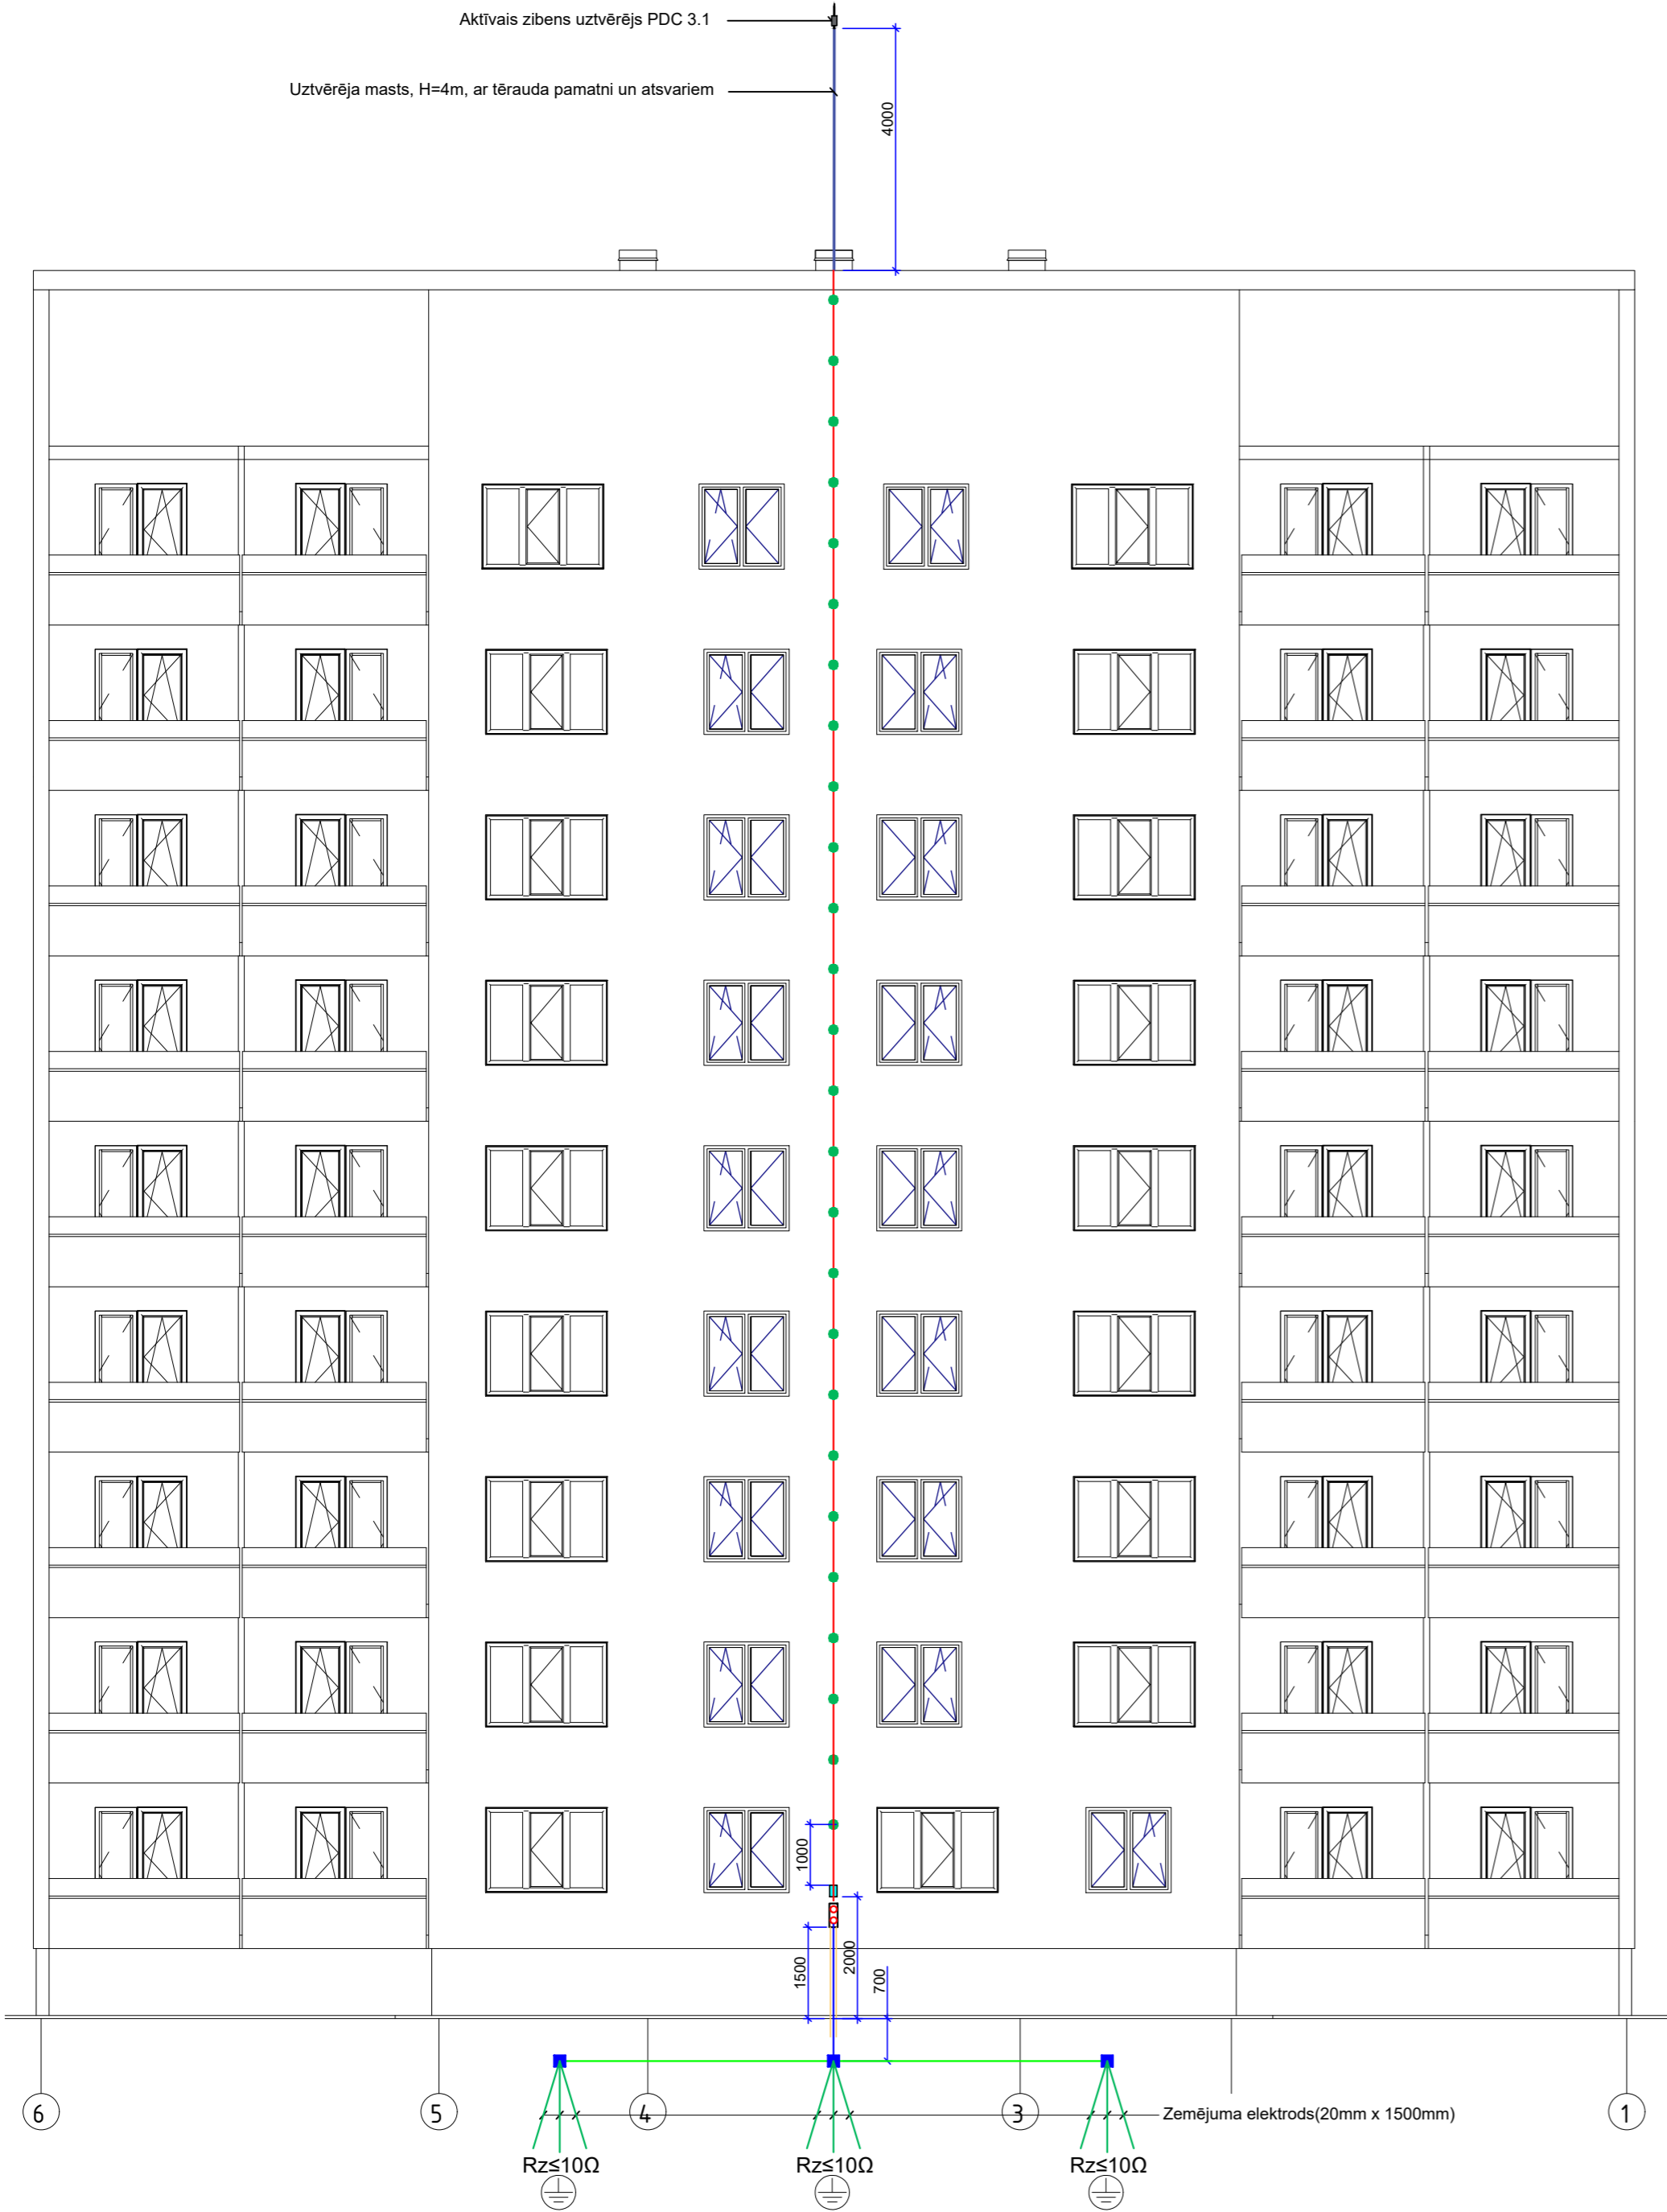 Aktīvais zibens uztvērējs PDC 3.1
Uztvērēja masts, H=4m, ar tērauda pamatni un atsvariem
4000
1000
1500
2000
700
6
5
4
3
1
Zemējuma elektrods(20mm x 1500mm)
Rz≤10Ω
Rz≤10Ω
Rz≤10Ω